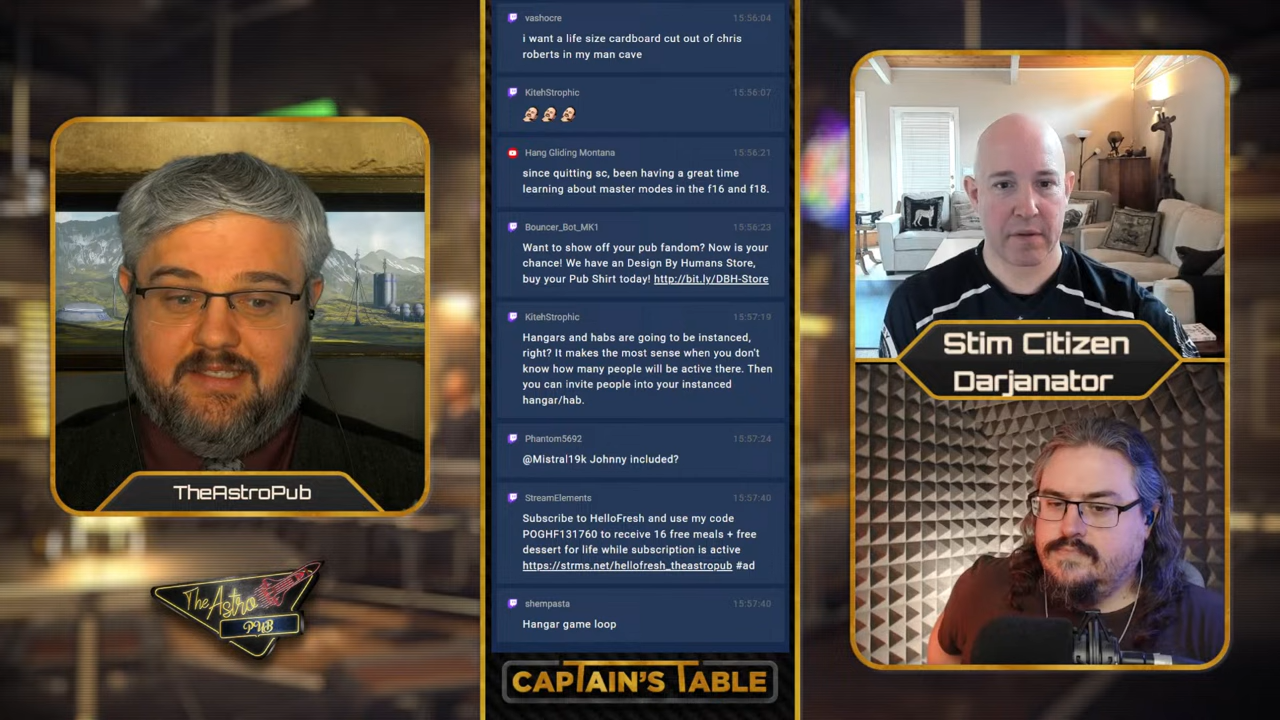 vashocre 15:56:04
i want a life size cardboard cut out of chris
roberts in my man cave
KitehStrophic 15:56:07
Hang Gliding Montana 15:56:21
since quitting sc, been having a great time
learning about master modes in the f16 and f18.
Bouncer_Bot_MK1 15:56:23
Want to show off your pub fandom? Now is your
chance! We have an Design By Humans Store,
buy your Pub Shirt today! http://bit.ly/DBH-Store
KitehStrophic 15:57:19
Hangars and habs are going to be instanced,
right? It makes the most sense when you don't
know how many people will be active there. Then
you can invite people into your instanced
hangar/hab.
Phantom5692 15:57:24
@Mistral19k Johnny included?
StreamElements 15:57:40
Subscribe to HelloFresh and use my code
POGHF131760 to receive 16 free meals + free
dessert for life while subscription is active
https://strms.net/hellofresh_theastropub #ad
shempasta 15:57:40
Hangar game loop
CAPTAIN'S TABLE
TheAstroPub
The Astro
PUB
Stim Citizen
Darjanator